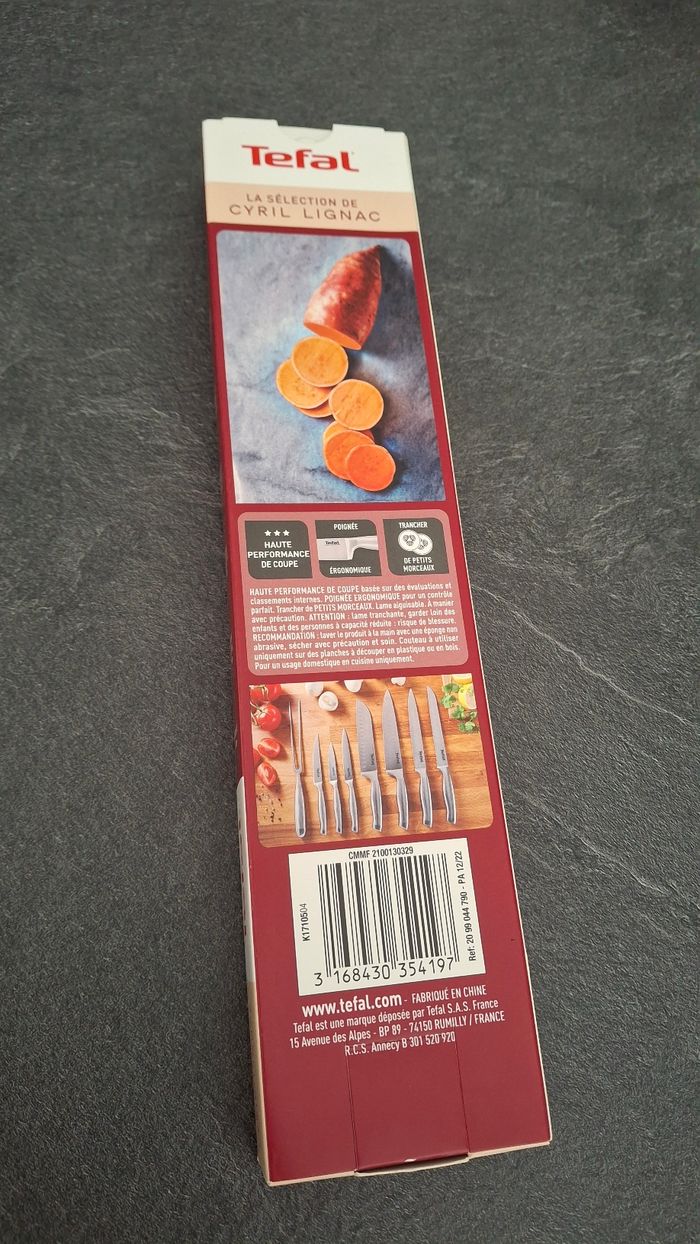 Tefal
LA SÉLECTION DE
CYRIL LIGNAC
★★★
HAUTE
PERFORMANCE
DE COUPE
POIGNÉE
Tefal
ERGONOMIQUE
TRANCHER
DE PETITS
MORCEAUX
HAUTE PERFORMANCE DE COUPE basée sur des évaluations et
classements internes. POIGNÉE ERGONOMIQUE pour un contrôle
parfait. Trancher de PETITS MORCEAUX. Lame aiguisable. A manier
avec précaution. ATTENTION : lame tranchante, garder loin des
enfants et des personnes à capacité réduite : risque de blessure.
RECOMMANDATION : laver le produit à la main avec une éponge non
abrasive, sécher avec précaution et soin. Couteau à utiliser
uniquement sur des planches à découper en plastique ou en bois.
Pour un usage domestique en cuisine uniquement.
CMMF 2100130329
K1710504
Ref: 20 99 044 790 - PA 12/22
3 168430 354197
www.tefal.com - FABRIQUÉ EN CHINE
Tefal est une marque déposée par Tefal S.A.S. France
15 Avenue des Alpes - BP 89 - 74150 RUMILLY / FRANCE
R.C.S. Annecy B 301 520 920